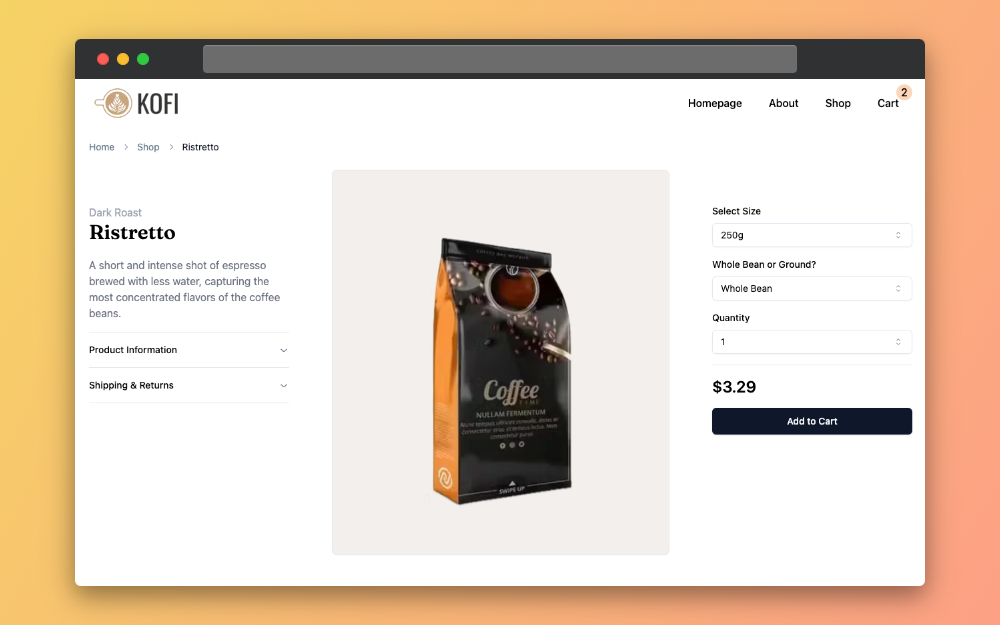 KOFI
Homepage About Shop Cart 2
Home > Shop > Ristretto
Dark Roast
Ristretto
A short and intense shot of espresso
brewed with less water, capturing the
most concentrated flavors of the coffee
beans.
Product Information
Shipping & Returns
Coffee
NULLAM FERMENTUM
SWIPE UP
Select Size
250g
Whole Bean or Ground?
Whole Bean
Quantity
1
$3.29
Add to Cart